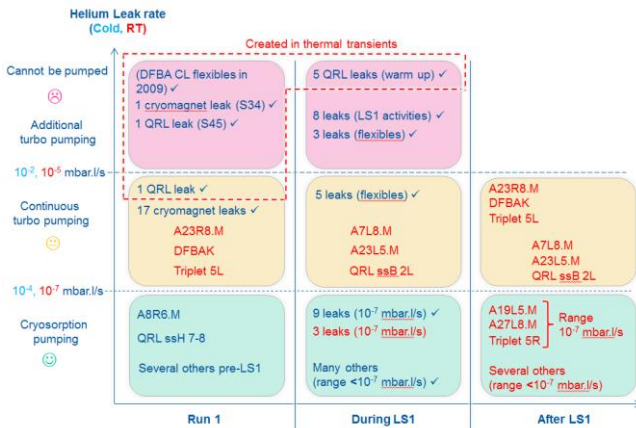 Helium Leak rate
(Cold, RT)
Created in thermal transients
Cannot be pumped
Additional
turbo pumping
10-2, 10-5 mbar.l/s
Continuous
turbo pumping
10-4, 10-7 mbar.l/s
Cryosorption
pumping
(DFBA CL flexibles in
2009) ✓
1 cryomagnet leak (S34) ✓
1 QRL leak (S45) ✓
5 QRL leaks (warm up) ✓
8 leaks (LS1 activities) ✓
3 leaks (flexibles) ✓
1 QRL leak ✓
17 cryomagnet leaks ✓
A23R8.M
DFBAK
Triplet 5L
5 leaks (flexibles) ✓
A7L8.M
A23L5.M
QRL ssB 2L
A23R8.M
DFBAK
Triplet 5L
A7L8.M
A23L5.M
QRL ssB 2L
A8R6.M
QRL ssH 7-8
Several others pre-LS1
9 leaks (10-7 mbar.l/s) ✓
3 leaks (10-7 mbar.l/s)
Many others
(range <10-7 mbar.l/s) ✓
A19L5.M
A27L8.M
Triplet 5R
Range
10-7 mbar.l/s
Several others
(range <10-7 mbar.l/s)
Run 1
During LS1
After LS1